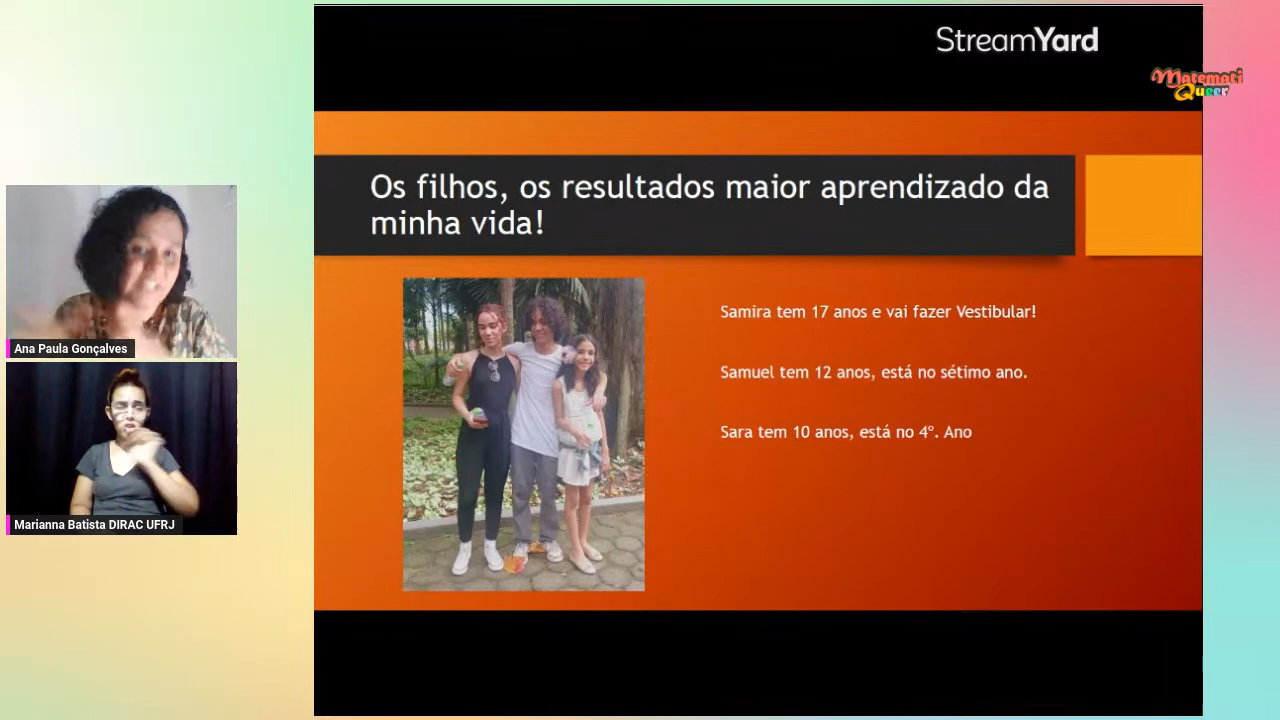 StreamYard
Matemati
Queer
Os filhos, os resultados maior aprendizado da
minha vida!
Samira tem 17 anos e vai fazer Vestibular!
Samuel tem 12 anos, está no sétimo ano.
Sara tem 10 anos, está no 4º. Ano
Ana Paula Gonçalves
Marianna Batista DIRAC UFRJ